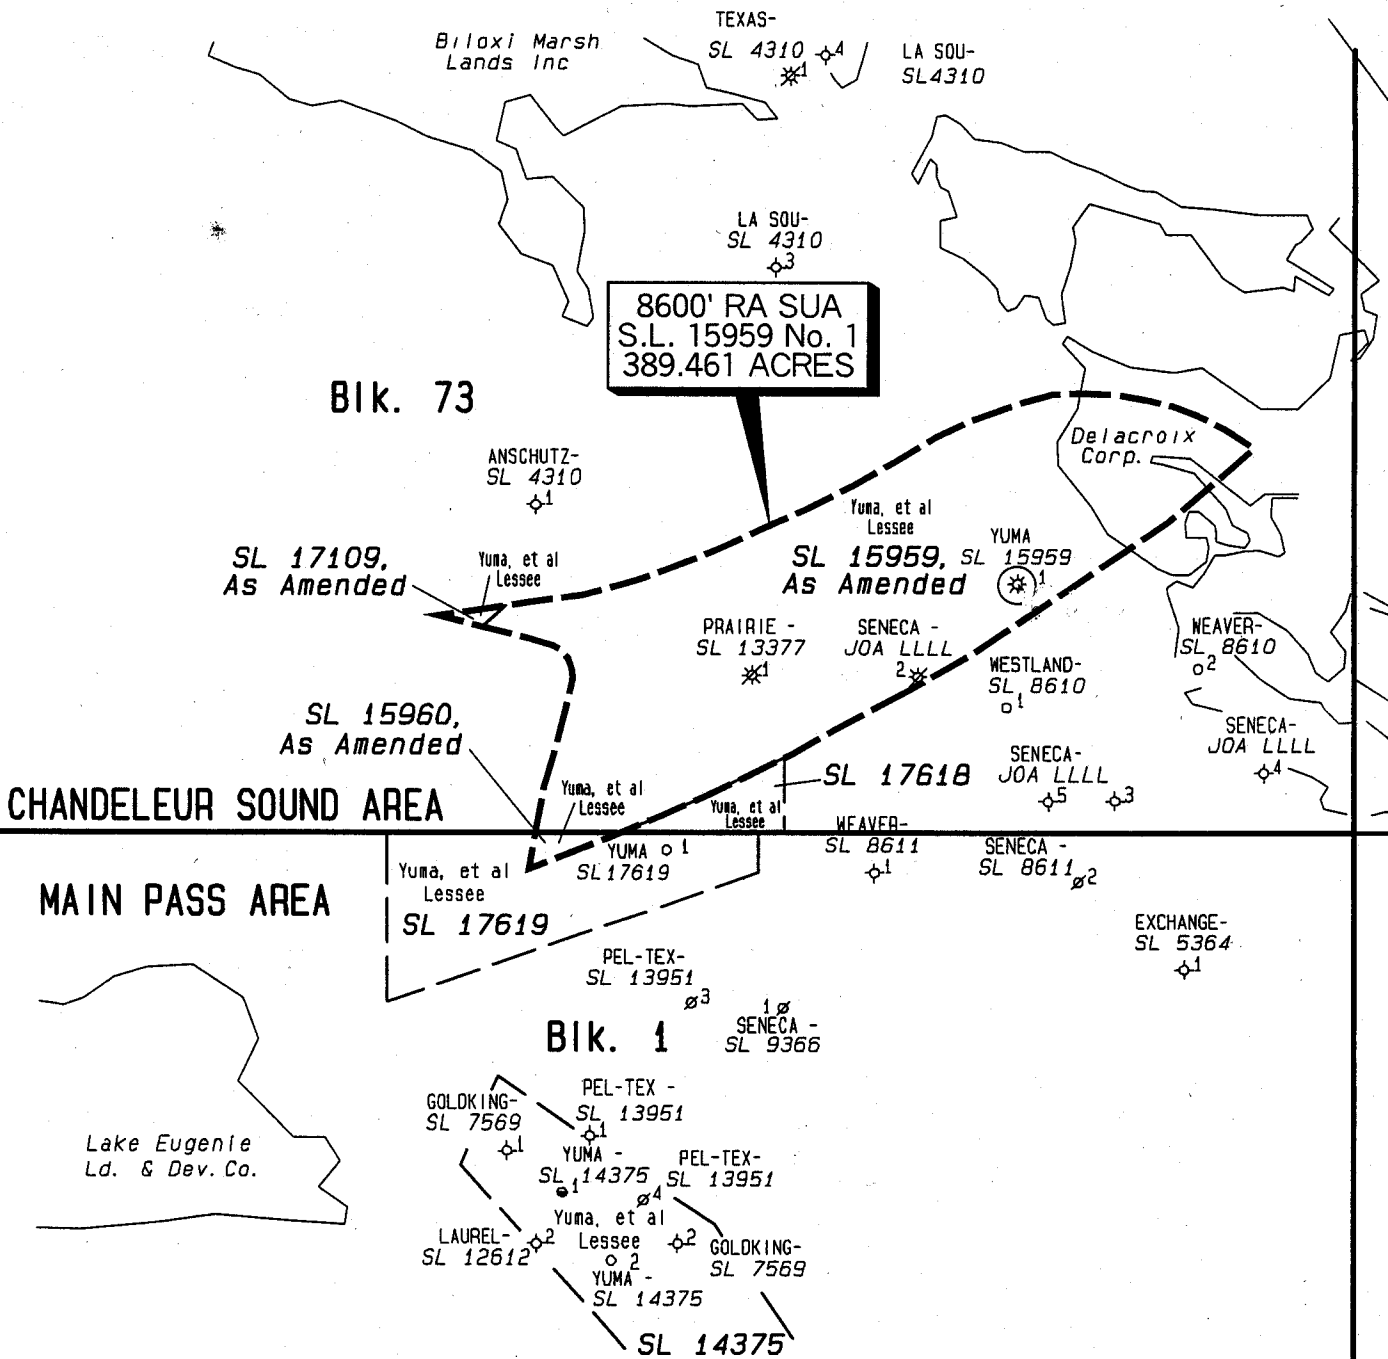 TEXAS-
SL 4310 4
1
LA SOU-
SL4310
Biloxi Marsh
Lands Inc
LA SOU-
SL 4310
3
8600' RA SUA
S.L. 15959 No. 1
389.461 ACRES
Blk. 73
Delacroix
Corp.
ANSCHUTZ-
SL 4310
1
Yuma, et al
Lessee
SL 15959,
As Amended
YUMA
SL 15959
1
SL 17109,
As Amended
Yuma, et al
Lessee
PRAIRIE -
SL 13377
1
SENECA -
JOA LLLL
2
WESTLAND-
SL 8610
1
WEAVER-
SL 8610
2
SL 15960,
As Amended
SENECA-
JOA LLLL
4
SENECA-
JOA LLLL
5 3
SL 17618
Yuma, et al
Lessee
Yuma, et al
Lessee
CHANDELEUR SOUND AREA
WEAVER-
SL 8611
1
SENECA -
SL 8611
2
YUMA 1
SL17619
Yuma, et al
Lessee
SL 17619
MAIN PASS AREA
EXCHANGE-
SL 5364
1
PEL-TEX-
SL 13951
3
1
SENECA -
SL 9366
Blk. 1
GOLDKING-
SL 7569
1
PEL-TEX -
SL 13951
1
Lake Eugenie
Ld. & Dev. Co.
YUMA -
SL 14375
1
PEL-TEX-
SL 13951
4
Yuma, et al
Lessee
LAUREL-
SL 12612
2
2
GOLDKING-
SL 7569
2
YUMA -
SL 14375
SL 14375